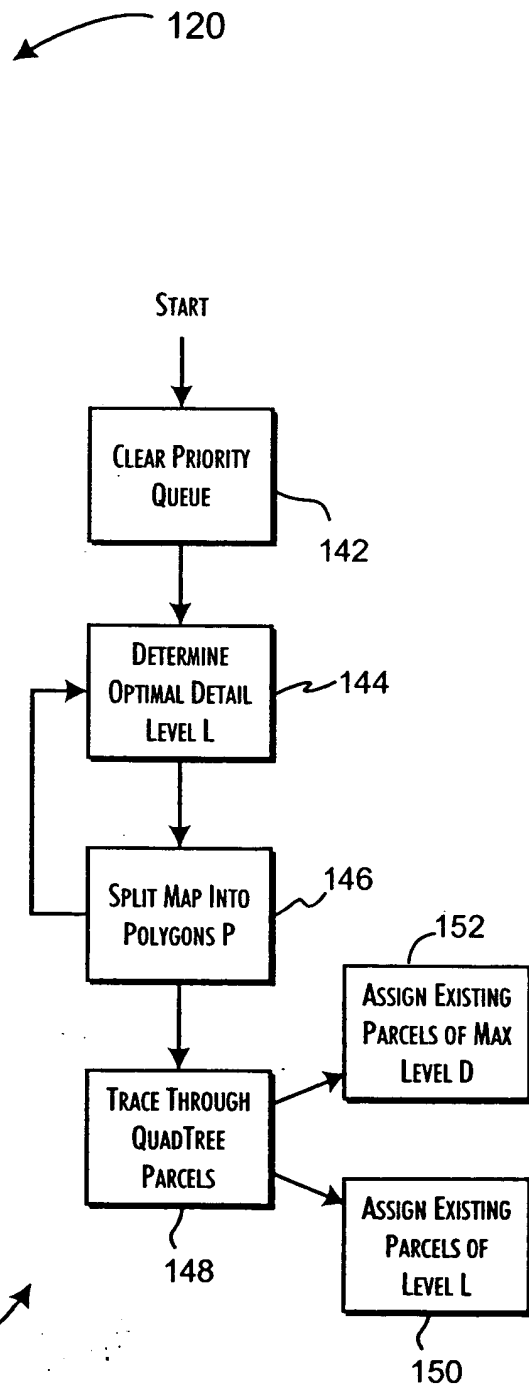 120
START
CLEAR PRIORITY
QUEUE
142
DETERMINE
OPTIMAL DETAIL
LEVEL L
144
SPLIT MAP INTO
POLYGONS P
146
152
ASSIGN EXISTING
PARCELS OF MAX
LEVEL D
TRACE THROUGH
QUADTREE
PARCELS
148
ASSIGN EXISTING
PARCELS OF
LEVEL L
150